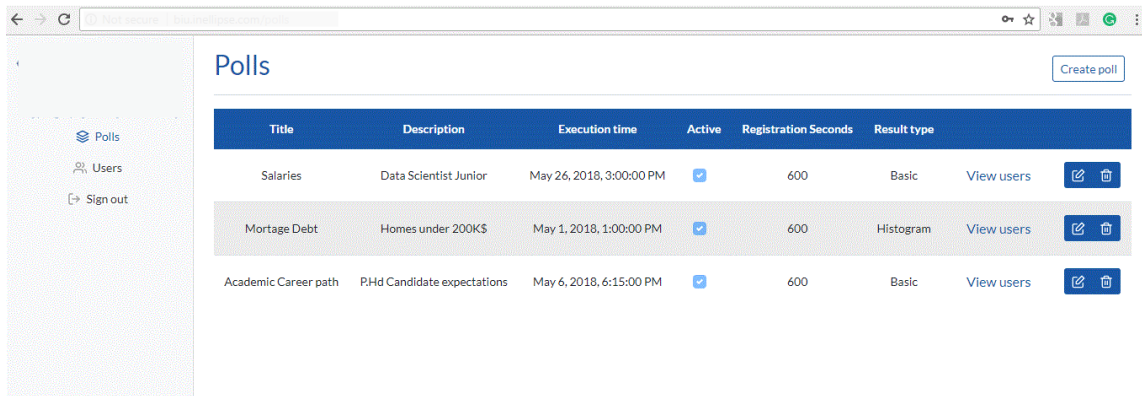 Not secure
Polls
Create poll
Polls
Users
Sign out
Title Description Execution time Active Registration Seconds Result type
Salaries Data Scientist Junior May 26, 2018, 3:00:00 PM 600 Basic View users
Mortage Debt Homes under 200K$ May 1, 2018, 1:00:00 PM 600 Histogram View users
Academic Career path P.Hd Candidate expectations May 6, 2018, 6:15:00 PM 600 Basic View users